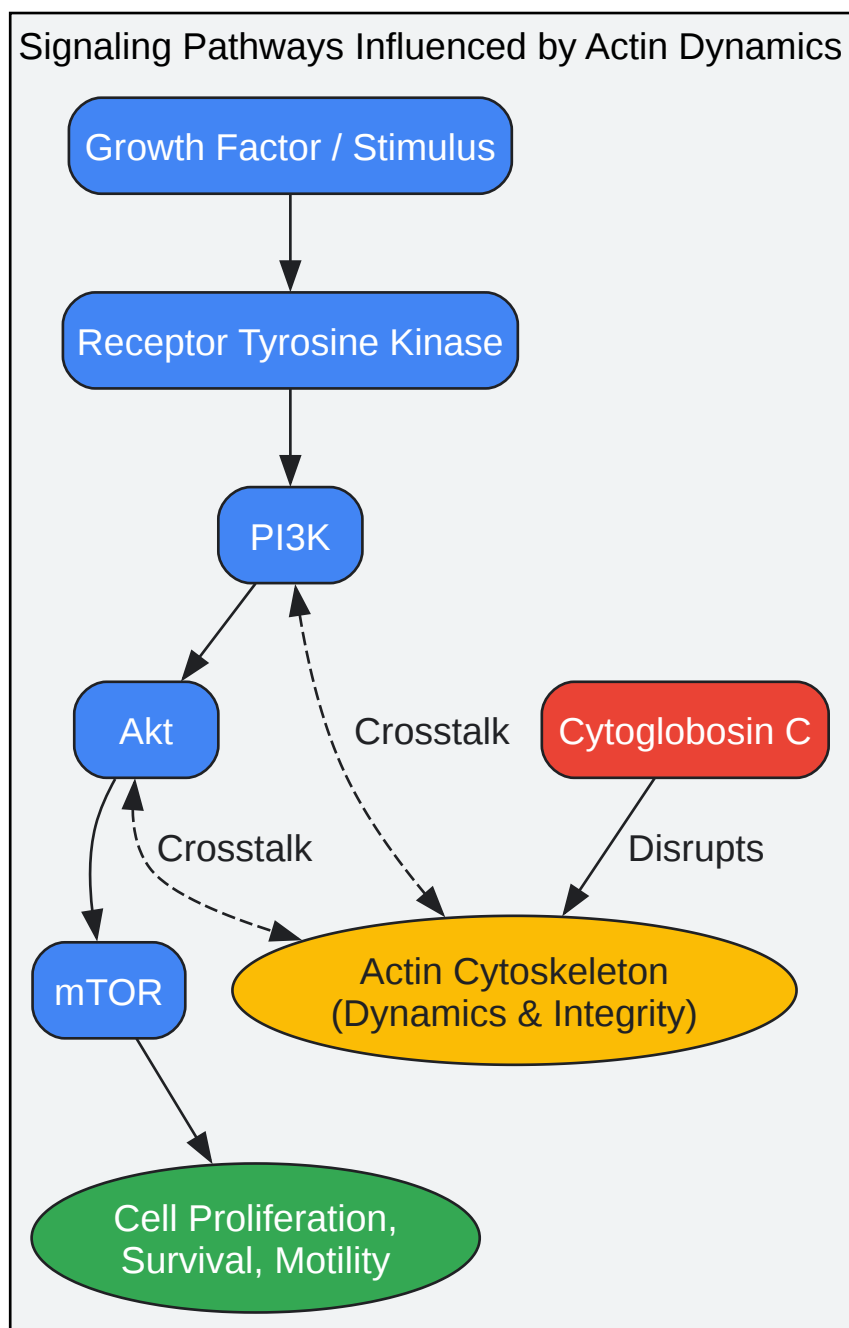 Signaling Pathways Influenced by Actin Dynamics
Growth Factor / Stimulus
Receptor Tyrosine Kinase
PI3K
Akt
Crosstalk
Cytoglobosin C
Crosstalk
Disrupts
mTOR
Actin Cytoskeleton
(Dynamics & Integrity)
Cell Proliferation,
Survival, Motility